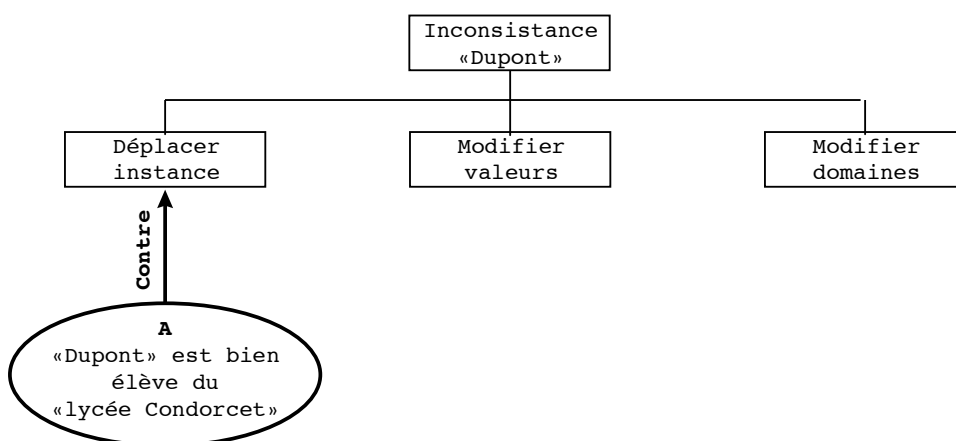 Inconsistance
«Dupont»
Déplacer
instance
Modifier
valeurs
Modifier
domaines
Contre
A
«Dupont» est bien
élève du
«lycée Condorcet»